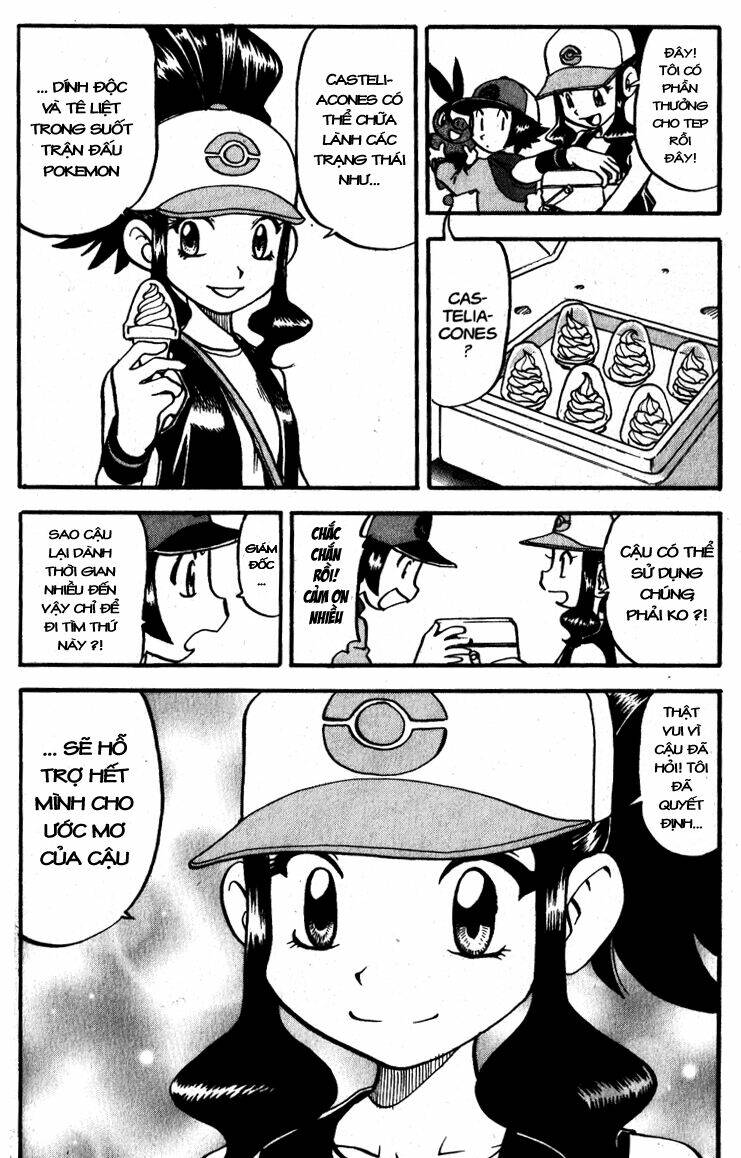 ĐÂY!
TÔI CÓ
PHẦN
THƯỞNG
CHO TEP
RỒI
ĐÂY!
CAS-
TELIA-
CONES
?
CASTELI-
ACONES CÓ
THỂ CHỮA
LÀNH CÁC
TRẠNG THÁI
NHƯ...
... DÍNH ĐỘC
VÀ TÊ LIỆT
TRONG SUỐT
TRẬN ĐẤU
POKEMON
CẬU CÓ THỂ
SỬ DỤNG
CHÚNG
PHẢI KO ?!
CHẮC
CHẮN
RỒI!
CẢM ƠN
NHIỀU
GIÁM
ĐỐC
...
SAO CẬU
LẠI DÀNH
THỜI GIAN
NHIỀU ĐẾN
VẬY CHỈ ĐỂ
ĐI TÌM THỨ
NÀY ?!
THẬT
VUI VÌ
CẬU ĐÃ
HỎI! TÔI
ĐÃ
QUYẾT
ĐỊNH...
... SẼ HỖ
TRỢ HẾT
MÌNH CHO
ƯỚC MƠ
CỦA CẬU